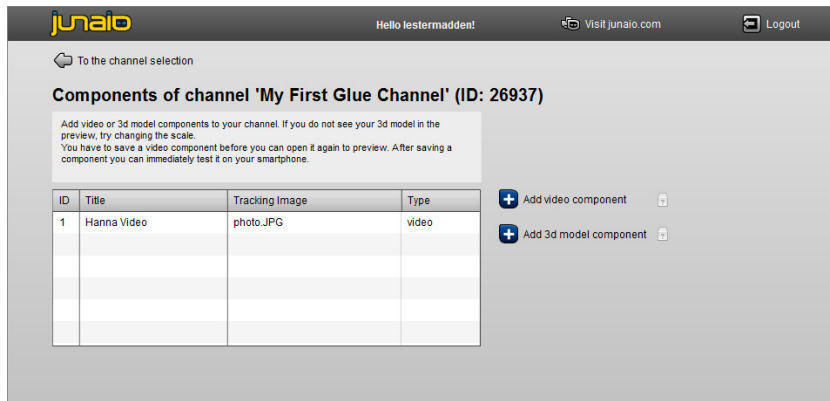 junaio Hello lestermadden! Visit junaio.com Logout
To the channel selection
Components of channel 'My First Glue Channel' (ID: 26937)
Add video or 3d model components to your channel. If you do not see your 3d model in the
preview, try changing the scale.
You have to save a video component before you can open it again to preview. After saving a
component you can immediately test it on your smartphone.
ID Title Tracking Image Type
1 Hanna Video photo.JPG video
Add video component ?
Add 3d model component ?